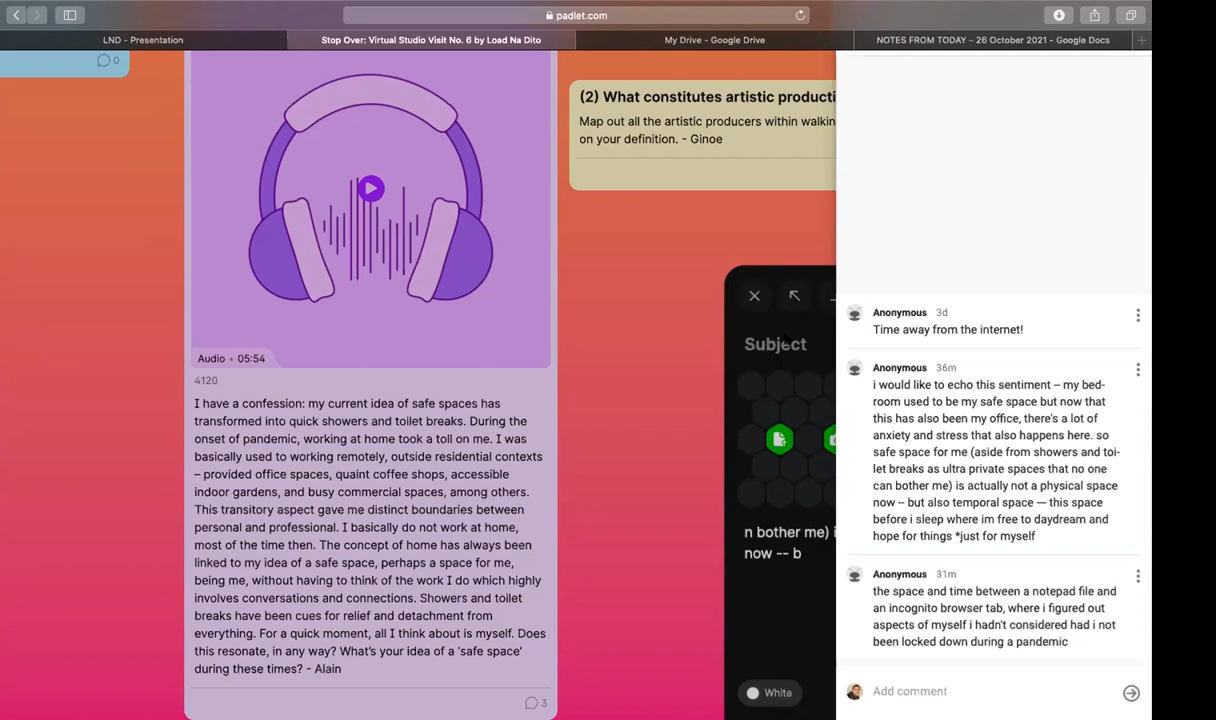 padlet.com
LND - Presentation
Stop Over: Virtual Studio Visit No. 6 by Load Na Dito
My Drive - Google Drive
NOTES FROM TODAY – 26 October 2021 - Google Docs
0
Audio • 05:54
4120
I have a confession: my current idea of safe spaces has
transformed into quick showers and toilet breaks. During the
onset of pandemic, working at home took a toll on me. I was
basically used to working remotely, outside residential contexts
– provided office spaces, quaint coffee shops, accessible
indoor gardens, and busy commercial spaces, among others.
This transitory aspect gave me distinct boundaries between
personal and professional. I basically do not work at home,
most of the time then. The concept of home has always been
linked to my idea of a safe space, perhaps a space for me,
being me, without having to think of the work I do which highly
involves conversations and connections. Showers and toilet
breaks have been cues for relief and detachment from
everything. For a quick moment, all I think about is myself. Does
this resonate, in any way? What's your idea of a 'safe space'
during these times? - Alain
3
(2) What constitutes artistic producti
Map out all the artistic producers within walkin
on your definition. - Ginoe
Subject
n bother me) i
now -- b
White
Anonymous 3d
Time away from the internet!
Anonymous 36m
i would like to echo this sentiment -- my bed-
room used to be my safe space but now that
this has also been my office, there's a lot of
anxiety and stress that also happens here. so
safe space for me (aside from showers and toi-
let breaks as ultra private spaces that no one
can bother me) is actually not a physical space
now -- but also temporal space — this space
before i sleep where im free to daydream and
hope for things *just for myself
Anonymous 31m
the space and time between a notepad file and
an incognito browser tab, where i figured out
aspects of myself i hadn't considered had i not
been locked down during a pandemic
Add comment